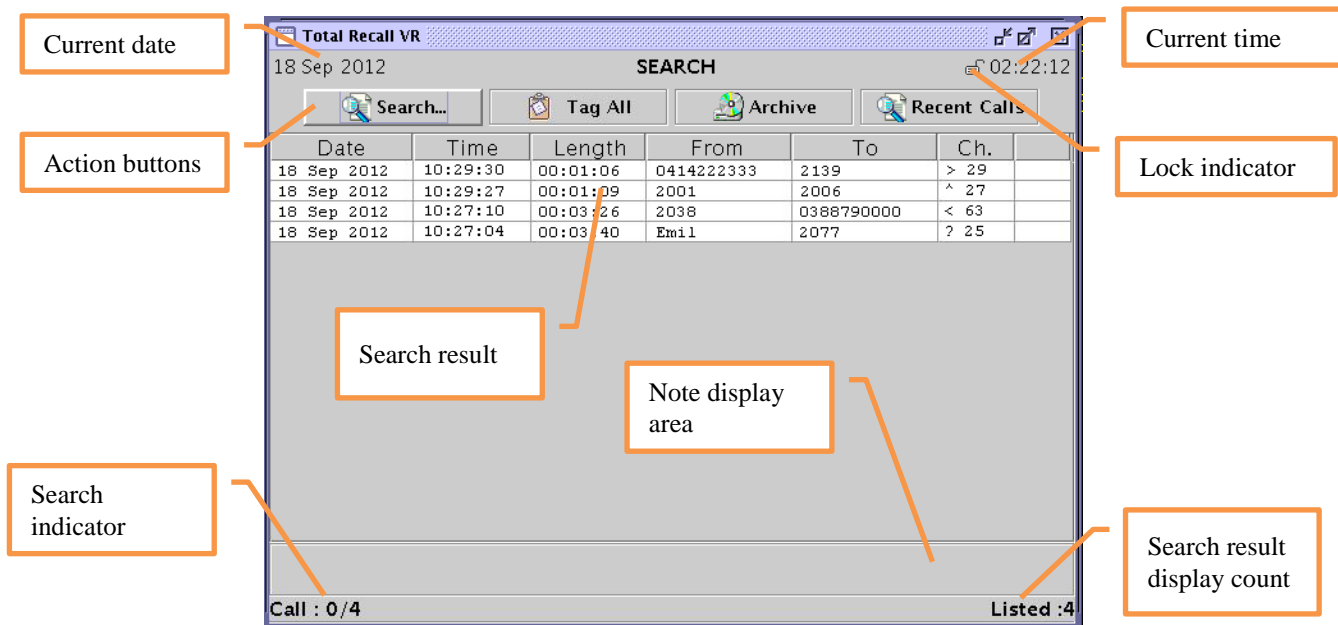 Current date
Total Recall VR
Current time
18 Sep 2012 SEARCH 02:22:12
Search... Tag All Archive Recent Calls
Action buttons
Lock indicator
Date Time Length From To Ch.
18 Sep 2012 10:29:30 00:01:06 0414222333 2139 > 29
18 Sep 2012 10:29:27 00:01:09 2001 2006 ^ 27
18 Sep 2012 10:27:10 00:03:26 2038 0388790000 < 63
18 Sep 2012 10:27:04 00:03:40 Emil 2077 ? 25
Search result
Note display
area
Search
indicator
Search result
display count
Call : 0/4 Listed :4